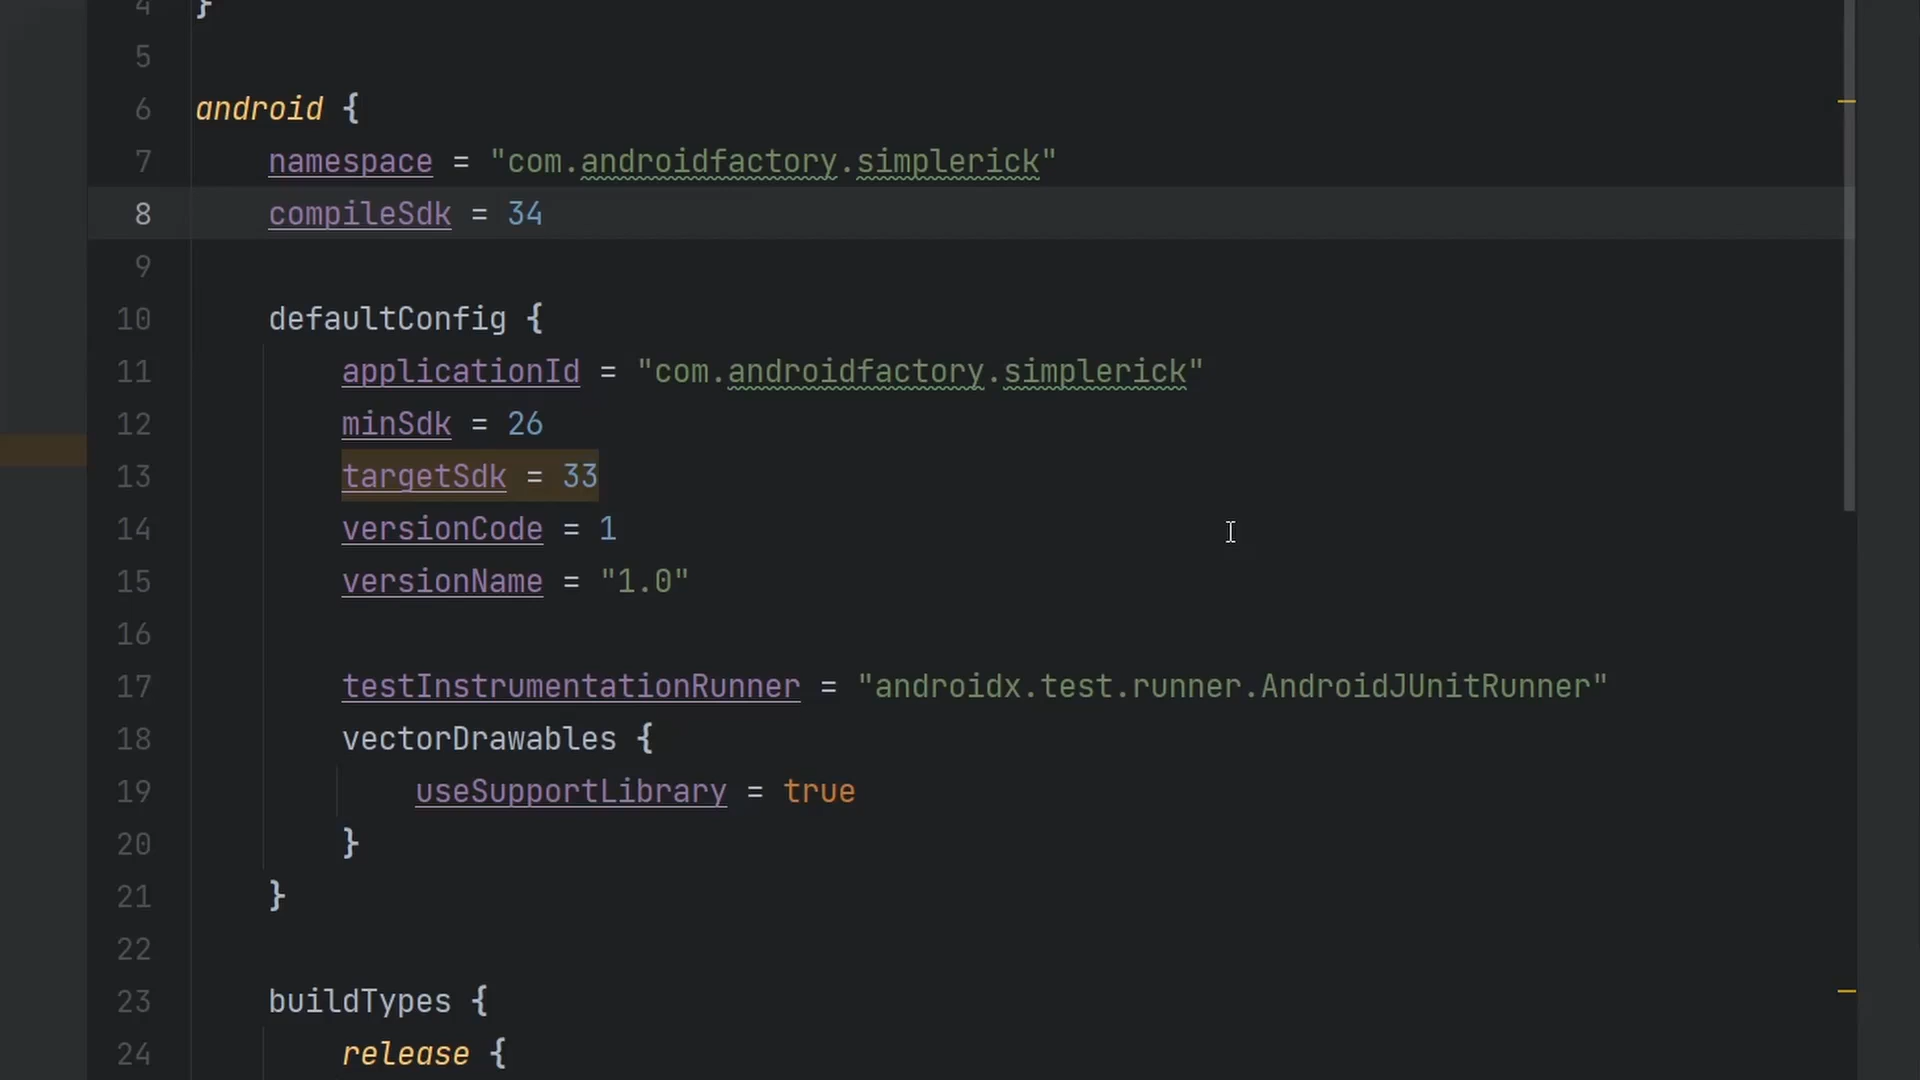 4 }
5
6 android {
7 namespace = "com.androidfactory.simplerick"
8 compileSdk = 34
9
10 defaultConfig {
11 applicationId = "com.androidfactory.simplerick"
12 minSdk = 26
13 targetSdk = 33
14 versionCode = 1
15 versionName = "1.0"
16
17 testInstrumentationRunner = "androidx.test.runner.AndroidJUnitRunner"
18 vectorDrawables {
19 useSupportLibrary = true
20 }
21 }
22
23 buildTypes {
24 release {